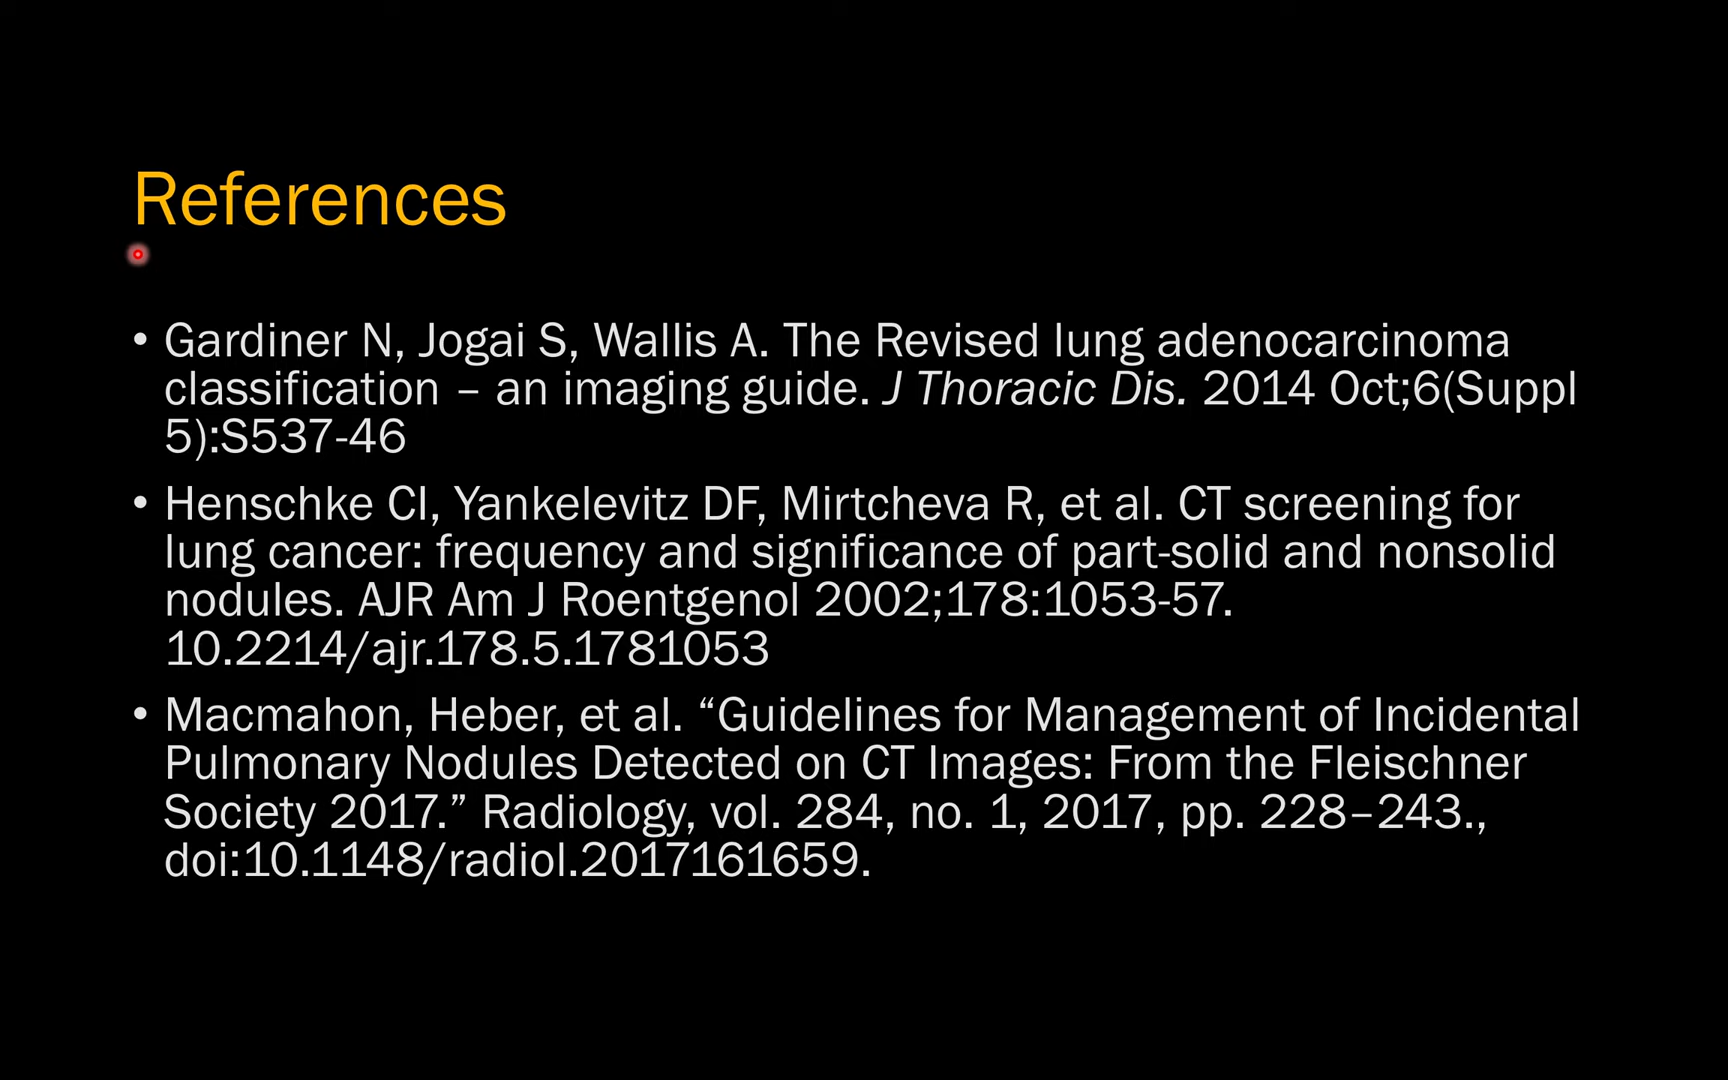 References
• Gardiner N, Jogai S, Wallis A. The Revised lung adenocarcinoma
classification – an imaging guide. J Thoracic Dis. 2014 Oct;6(Suppl
5):S537-46
• Henschke CI, Yankelevitz DF, Mirtcheva R, et al. CT screening for
lung cancer: frequency and significance of part-solid and nonsolid
nodules. AJR Am J Roentgenol 2002;178:1053-57.
10.2214/ajr.178.5.1781053
• Macmahon, Heber, et al. “Guidelines for Management of Incidental
Pulmonary Nodules Detected on CT Images: From the Fleischner
Society 2017.” Radiology, vol. 284, no. 1, 2017, pp. 228–243.,
doi:10.1148/radiol.2017161659.